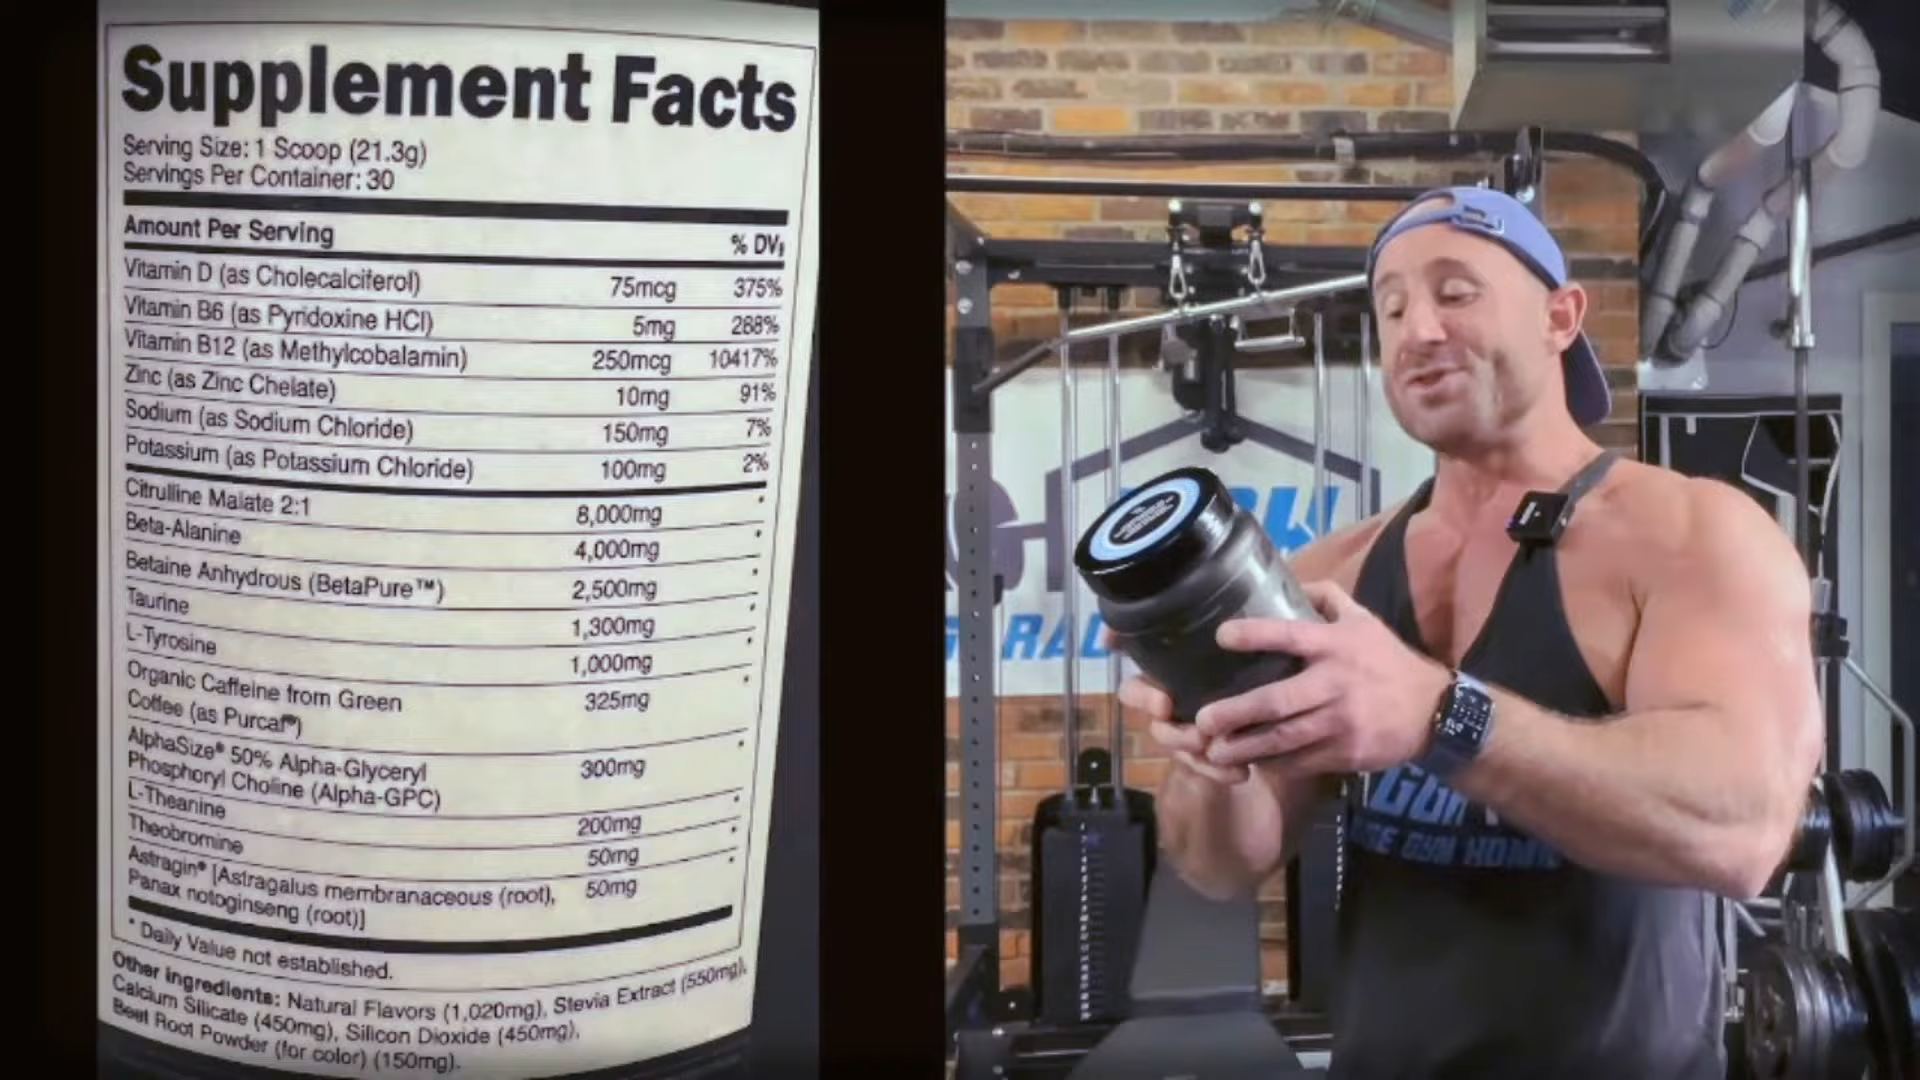 Supplement Facts
Serving Size: 1 Scoop (21.3g)
Servings Per Container: 30
Amount Per Serving % DV
Vitamin D (as Cholecalciferol) 75mcg 375%
Vitamin B6 (as Pyridoxine HCl) 5mg 288%
Vitamin B12 (as Methylcobalamin) 250mcg 10417%
Zinc (as Zinc Chelate) 10mg 91%
Sodium (as Sodium Chloride) 150mg 7%
Potassium (as Potassium Chloride) 100mg 2%
Citrulline Malate 2:1 8,000mg *
Beta-Alanine 4,000mg *
Betaine Anhydrous (BetaPure™) 2,500mg *
Taurine 1,300mg *
L-Tyrosine 1,000mg *
Organic Caffeine from Green 325mg *
Coffee (as Purcaf®)
AlphaSize® 50% Alpha-Glyceryl 300mg *
Phosphoryl Choline (Alpha-GPC)
L-Theanine 200mg *
Theobromine 50mg *
Astragin® [Astragalus membranaceous (root), 50mg *
Panax notoginseng (root)]
* Daily Value not established.
Other ingredients: Natural Flavors (1,020mg), Stevia Extract (550mg),
Calcium Silicate (450mg), Silicon Dioxide (450mg),
Beet Root Powder (for color) (150mg).